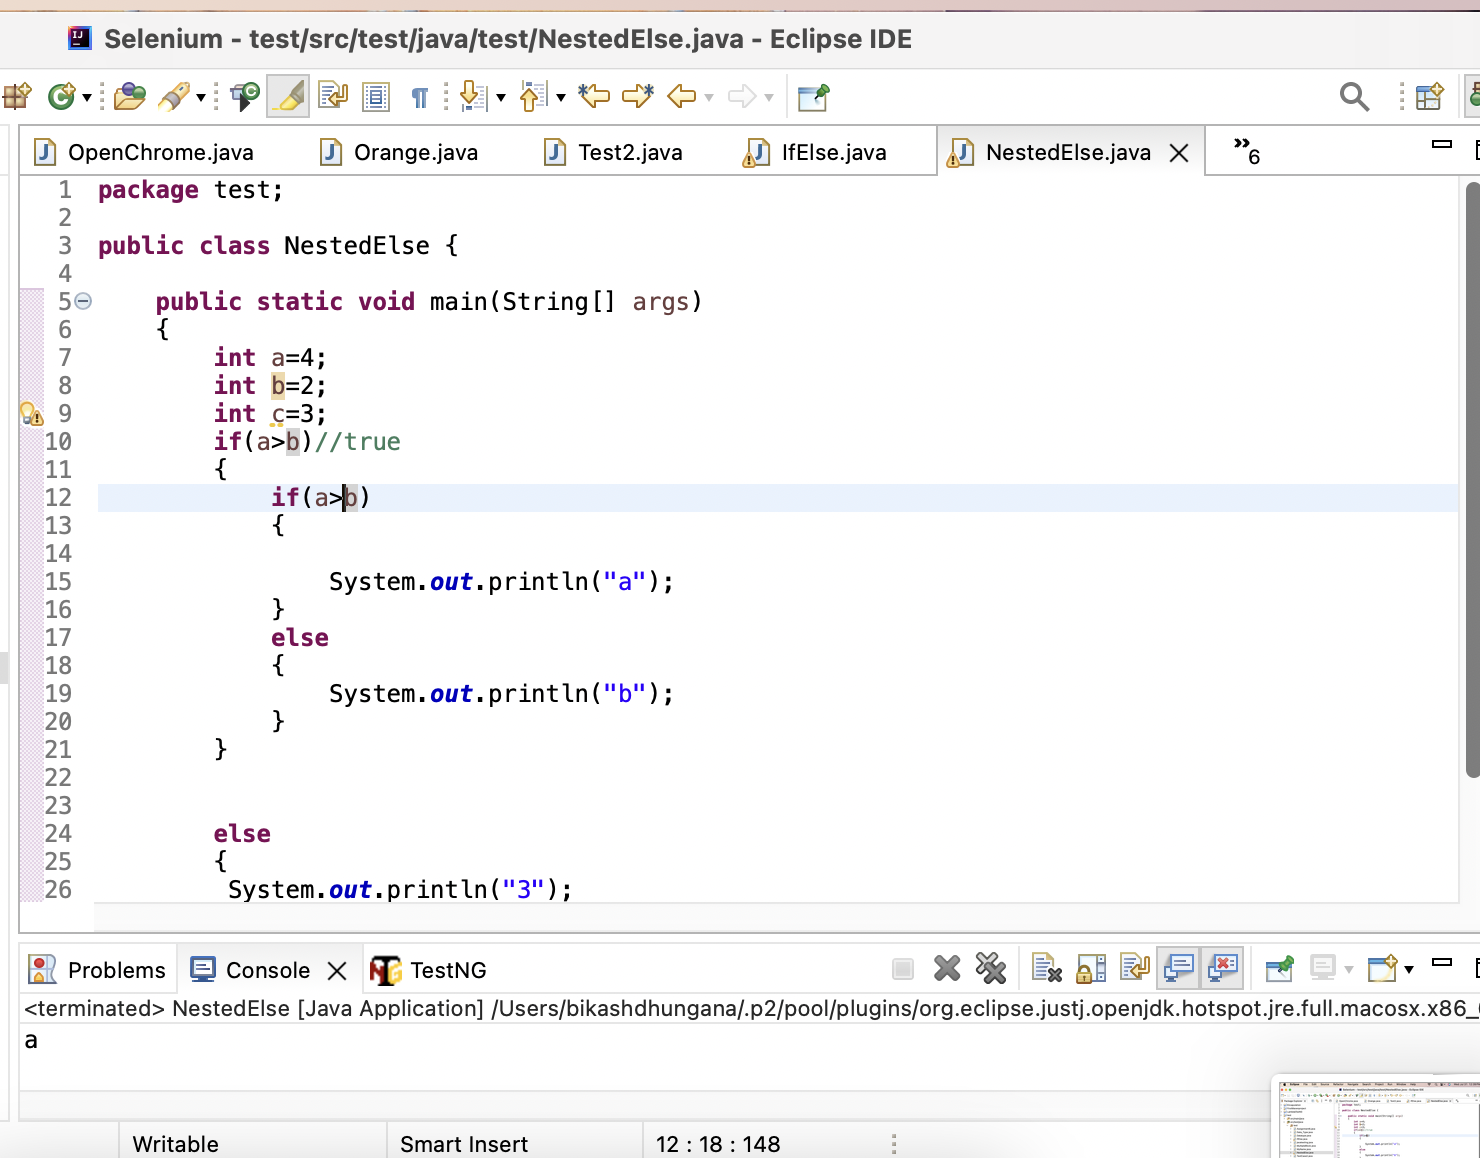 Selenium - test/src/test/java/test/NestedElse.java - Eclipse IDE
OpenChrome.java Orange.java Test2.java IfElse.java NestedElse.java »6
1 package test;
2
3 public class NestedElse {
4
5 public static void main(String[] args)
6 {
7 int a=4;
8 int b=2;
9 int c=3;
10 if(a>b)//true
11 {
12 if(a>b)
13 {
14
15 System.out.println("a");
16 }
17 else
18 {
19 System.out.println("b");
20 }
21 }
22
23
24 else
25 {
26 System.out.println("3");
Problems Console TestNG
<terminated> NestedElse [Java Application] /Users/bikashdhungana/.p2/pool/plugins/org.eclipse.justj.openjdk.hotspot.jre.full.macosx.x86_
a
Writable Smart Insert 12 : 18 : 148